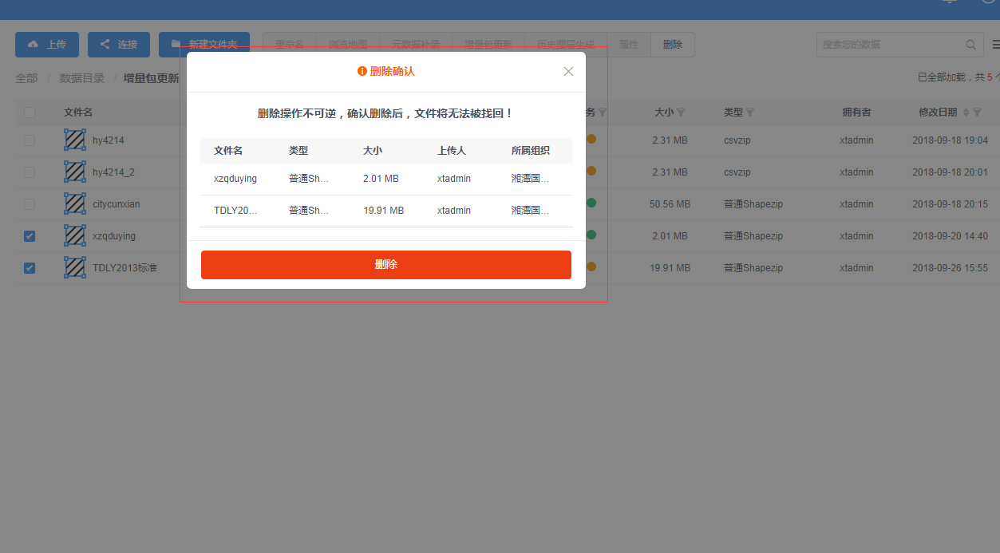 上传 连接 新建文件夹 重命名 浏览地图 元数据补录 增量包更新 历史图层生成 属性 删除 搜索您的数据
全部 / 数据目录 / 增量包更新 已全部加载，共 5 个
删除确认
删除操作不可逆，确认删除后，文件将无法被找回！
文件名 类型 大小 上传人 所属组织
xzqduying 普通Sh... 2.01 MB xtadmin 湘潭国...
TDLY20... 普通Sh... 19.91 MB xtadmin 湘潭国...
删除
文件名 务 大小 类型 拥有者 修改日期
hy4214 2.31 MB csvzip xtadmin 2018-09-18 19:04
hy4214_2 2.31 MB csvzip xtadmin 2018-09-18 20:01
citycunxian 50.56 MB 普通Shapezip xtadmin 2018-09-18 20:15
xzqduying 2.01 MB 普通Shapezip xtadmin 2018-09-20 14:40
TDLY2013标准 19.91 MB 普通Shapezip xtadmin 2018-09-26 15:55